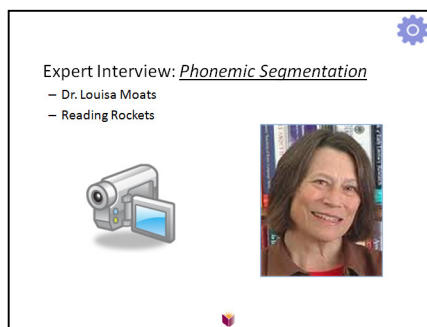 Expert Interview: Phonemic Segmentation
– Dr. Louisa Moats
– Reading Rockets